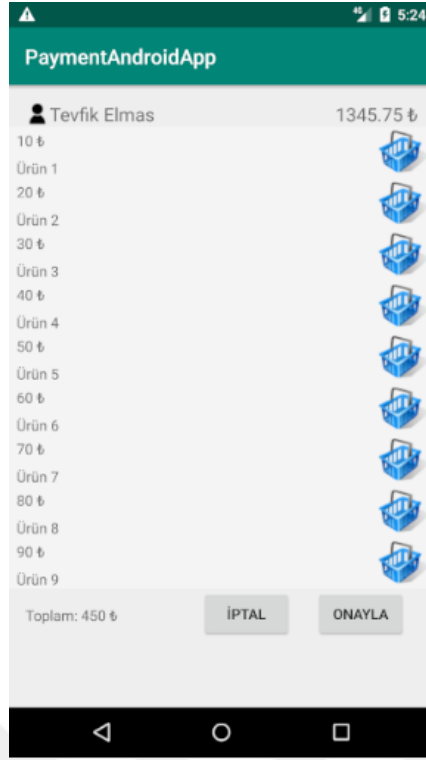 4G 5:24
PaymentAndroidApp
Tevfik Elmas 1345.75 ₺
10 ₺
Ürün 1
20 ₺
Ürün 2
30 ₺
Ürün 3
40 ₺
Ürün 4
50 ₺
Ürün 5
60 ₺
Ürün 6
70 ₺
Ürün 7
80 ₺
Ürün 8
90 ₺
Ürün 9
Toplam: 450 ₺ İPTAL ONAYLA